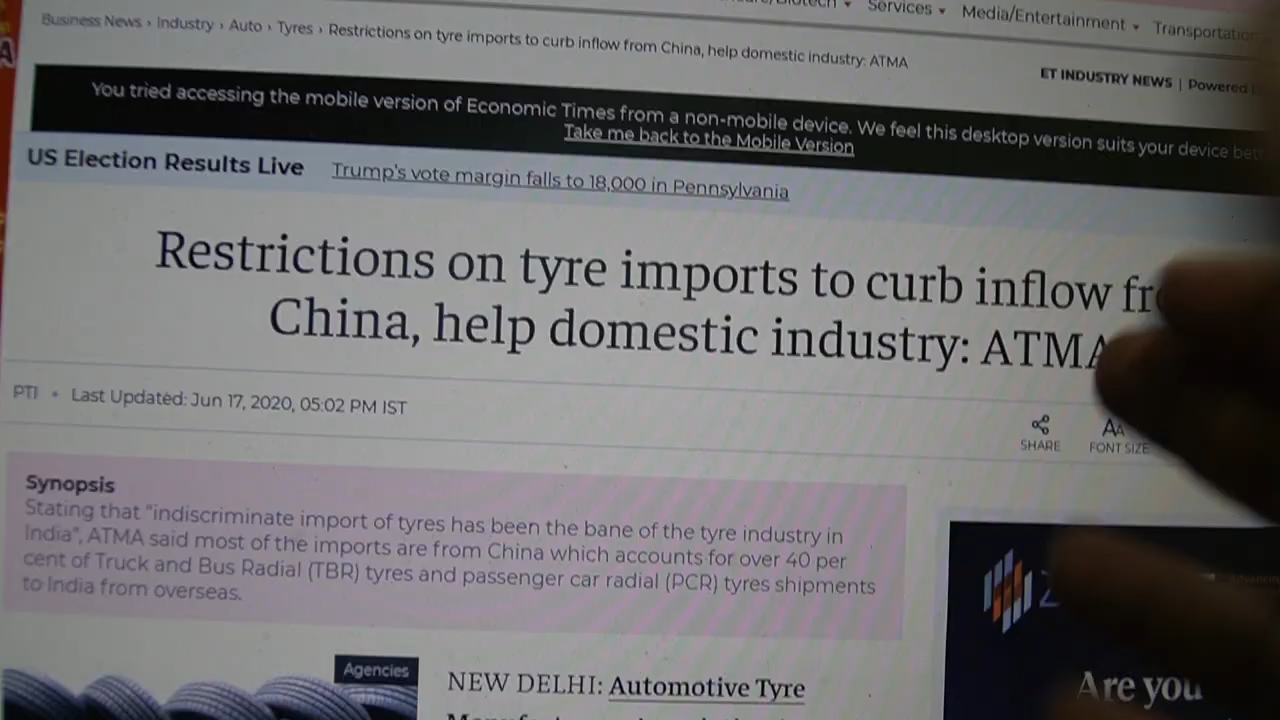 Services ▾ Media/Entertainment ▾ Transportation
Business News › Industry › Auto › Tyres › Restrictions on tyre imports to curb inflow from China, help domestic industry: ATMA
ET INDUSTRY NEWS | Powered
You tried accessing the mobile version of Economic Times from a non-mobile device. We feel this desktop version suits your device
Take me back to the Mobile Version
US Election Results Live Trump's vote margin falls to 18,000 in Pennsylvania
Restrictions on tyre imports to curb inflow
China, help domestic industry: ATMA
PTI • Last Updated: Jun 17, 2020, 05:02 PM IST
SHARE FONT SIZE
Synopsis
Stating that "indiscriminate import of tyres has been the bane of the tyre industry in
India", ATMA said most of the imports are from China which accounts for over 40 per
cent of Truck and Bus Radial (TBR) tyres and passenger car radial (PCR) tyres shipments
to India from overseas.
Agencies
NEW DELHI: Automotive Tyre
Are you